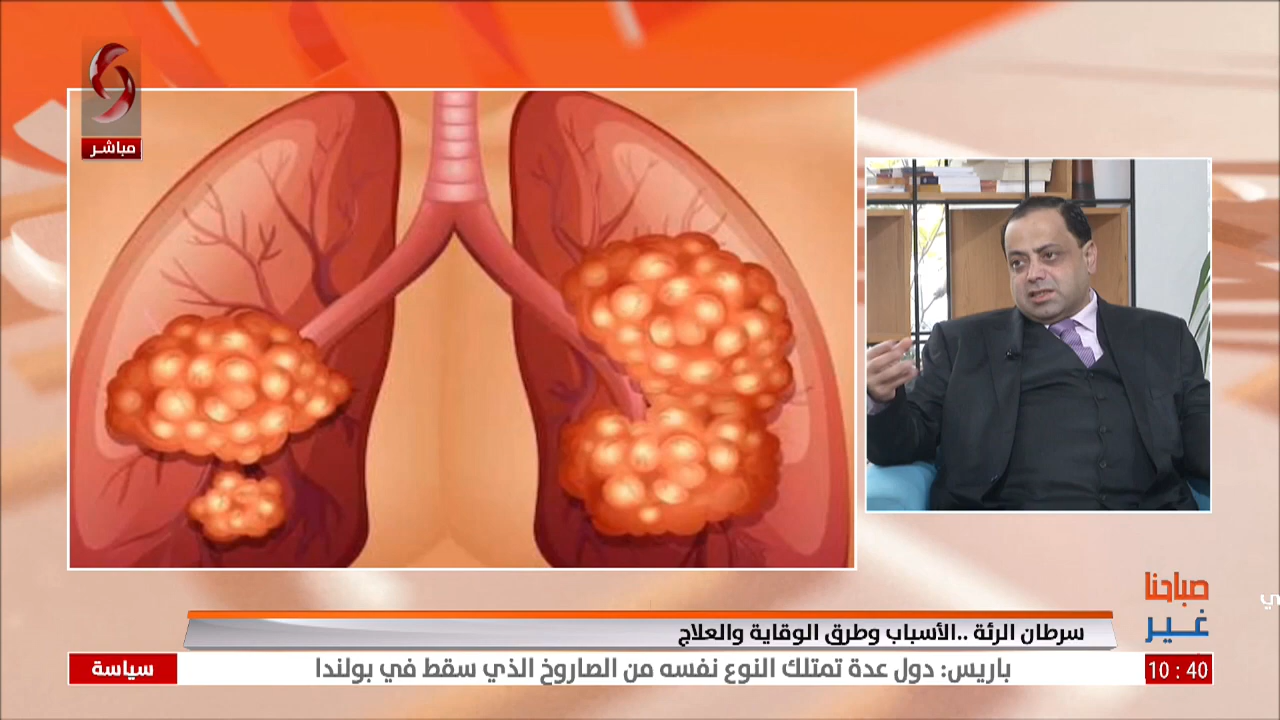 مباشر
صباحنا
غير
سرطان الرئة ..الأسباب وطرق الوقاية والعلاج
10 : 40
باريس: دول عدة تمتلك النوع نفسه من الصاروخ الذي سقط في بولندا
سياسة